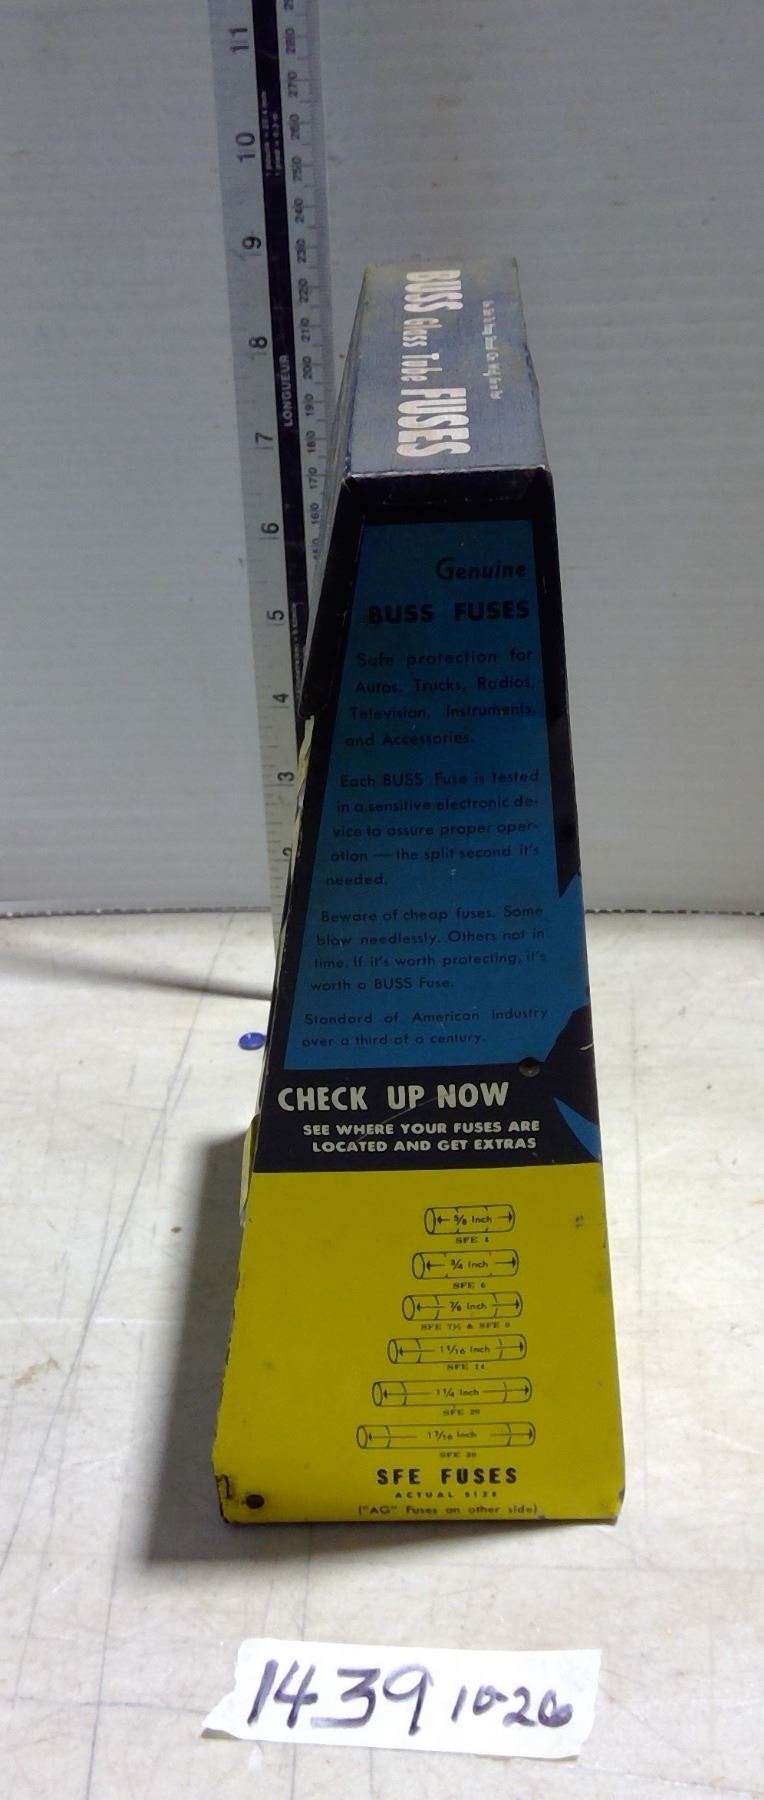 11
10
9
8
7
6
5
4
3
2
LONGUEUR
280
270
260
250
240
230
220
210
200
190
180
170
160
BUSS Glass Tube FUSES
Genuine
BUSS FUSES
Safe protection for
Autos, Trucks, Radios,
Television, Instruments,
and Accessories.
Each BUSS Fuse is tested
in a sensitive electronic de-
vice to assure proper oper-
ation — the split second it's
needed.
Beware of cheap fuses. Some
blow needlessly. Others not in
time. If it's worth protecting, it's
worth a BUSS Fuse.
Standard of American Industry
over a third of a century.
CHECK UP NOW
SEE WHERE YOUR FUSES ARE
LOCATED AND GET EXTRAS
5/8 Inch
SFE 4
3/4 Inch
SFE 6
7/8 Inch
SFE 7½ & SFE 9
1 1/16 Inch
SFE 14
1 1/4 Inch
SFE 20
1 7/16 Inch
SFE 30
SFE FUSES
ACTUAL SIZE
("AG" Fuses on other side)
1439 10-26